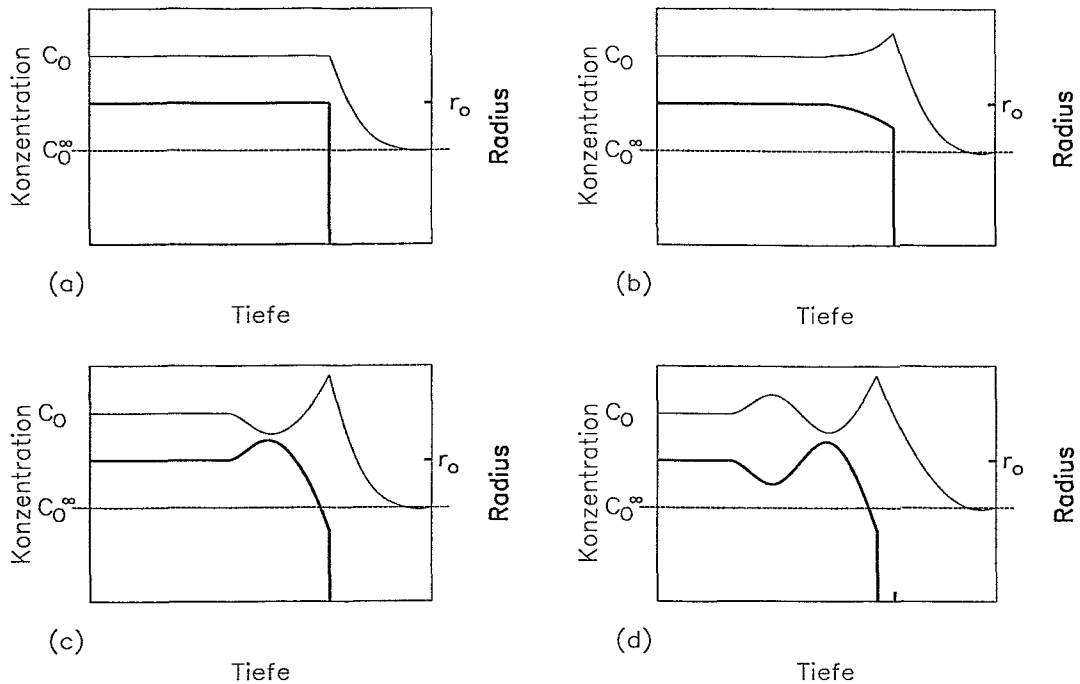 Konzentration
C₀
C₀∞
r₀
Radius
(a)
Tiefe
Konzentration
C₀
C₀∞
r₀
Radius
(b)
Tiefe
Konzentration
C₀
C₀∞
r₀
Radius
(c)
Tiefe
Konzentration
C₀
C₀∞
r₀
Radius
(d)
Tiefe